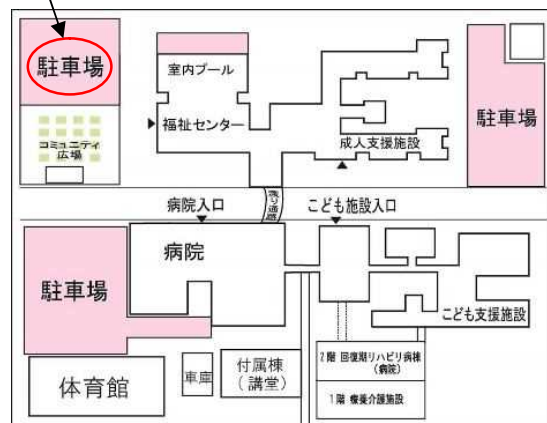 駐車場
室内プール
福祉センター
成人支援施設
駐車場
コミュニティ
広場
渡り通路
病院入口
こども施設入口
病院
駐車場
こども支援施設
2階 回復期リハビリ病棟
(病院)
1階 療養介護施設
体育館
車庫
付属棟
(講堂)